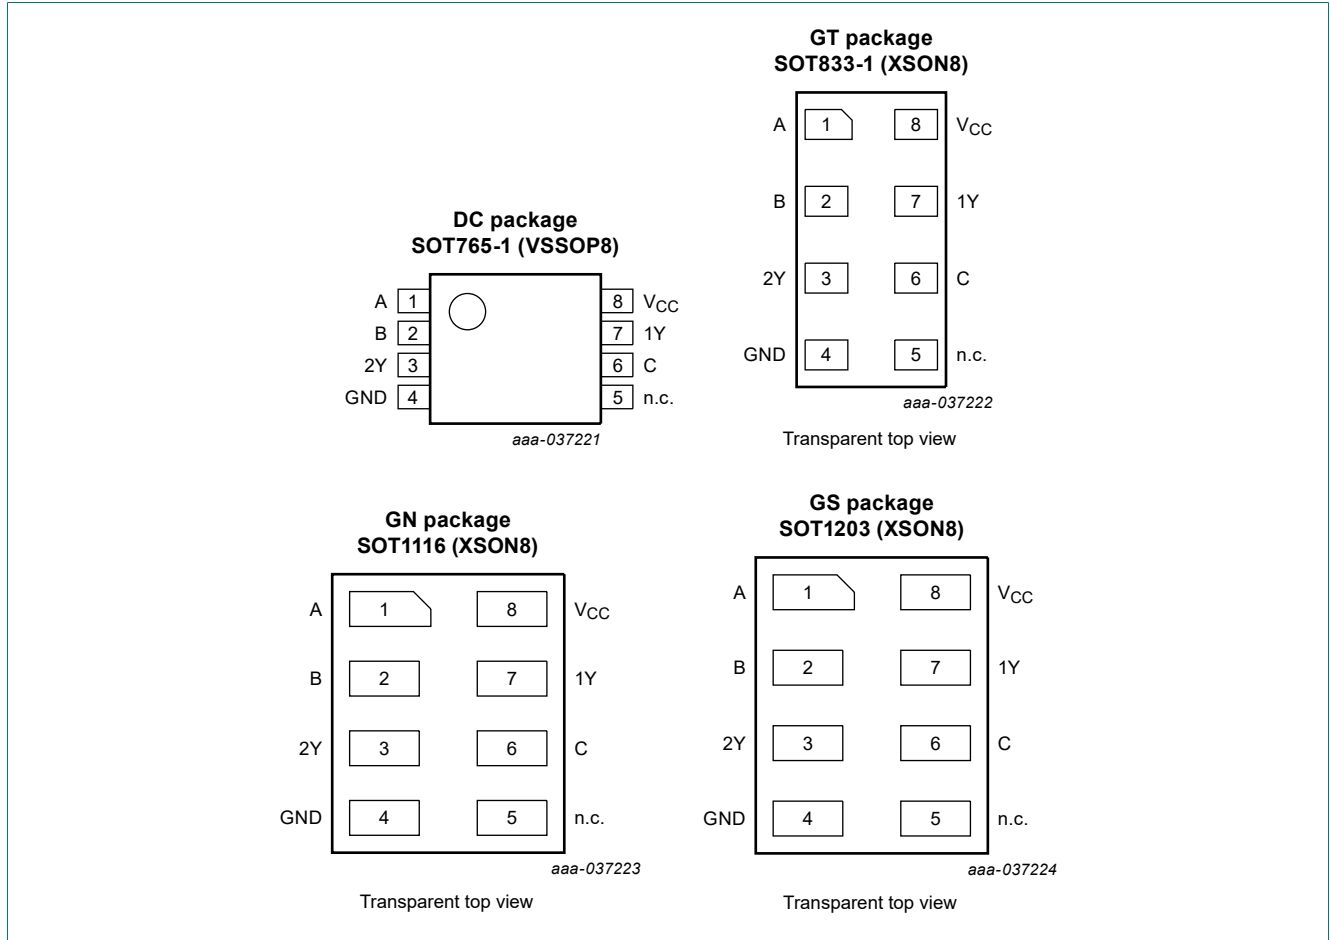 GT package
SOT833-1 (XSON8)
A 1 8 VCC
B 2 7 1Y
2Y 3 6 C
GND 4 5 n.c.
aaa-037222
Transparent top view
DC package
SOT765-1 (VSSOP8)
A 1 8 VCC
B 2 7 1Y
2Y 3 6 C
GND 4 5 n.c.
aaa-037221
GN package
SOT1116 (XSON8)
A 1 8 VCC
B 2 7 1Y
2Y 3 6 C
GND 4 5 n.c.
aaa-037223
Transparent top view
GS package
SOT1203 (XSON8)
A 1 8 VCC
B 2 7 1Y
2Y 3 6 C
GND 4 5 n.c.
aaa-037224
Transparent top view